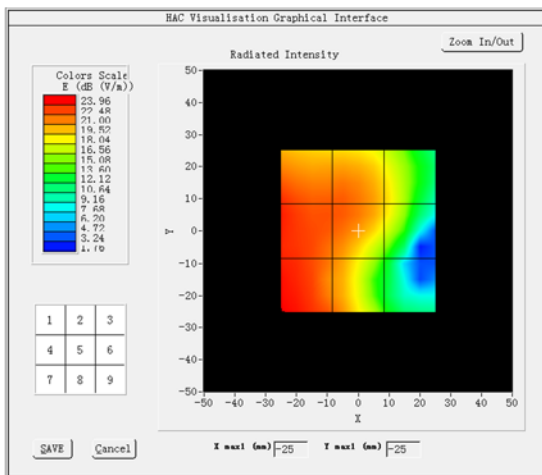 HAC Visualisation Graphical Interface
Zoom In/Out
Radiated Intensity
Colors Scale
E (dB (V/m))
23.96
22.48
21.00
19.52
18.04
16.56
15.08
13.60
12.12
10.64
9.16
7.68
6.20
4.72
3.24
1.76
50
40
30
20
10
0
-10
-20
-30
-40
-50
Y
-50 -40 -30 -20 -10 0 10 20 30 40 50
X
1 2 3
4 5 6
7 8 9
SAVE Cancel
X max1 (mm) -25 Y max1 (mm) -25